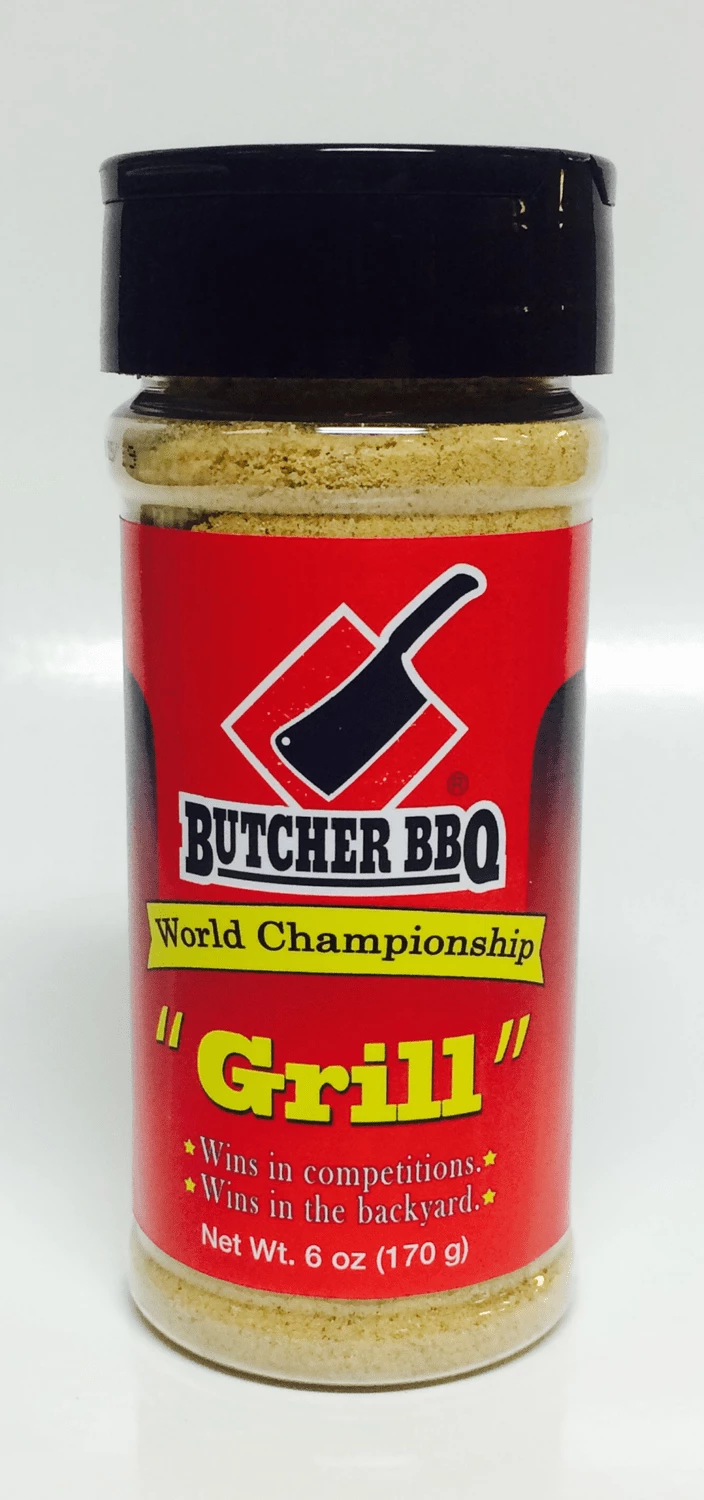 ®
BUTCHER BBQ
World Championship
"Grill"
Wins in competitions.
Wins in the backyard.
Net Wt. 6 oz (170 g)